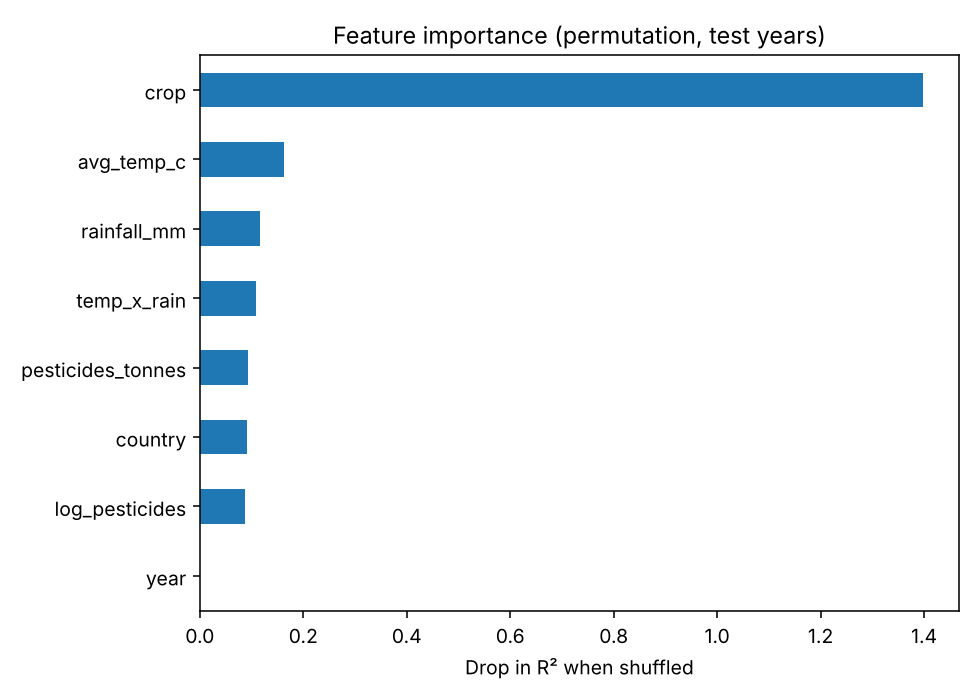 Feature importance (permutation, test years)
crop
avg_temp_c
rainfall_mm
temp_x_rain
pesticides_tonnes
country
log_pesticides
year
0.0 0.2 0.4 0.6 0.8 1.0 1.2 1.4
Drop in R² when shuffled